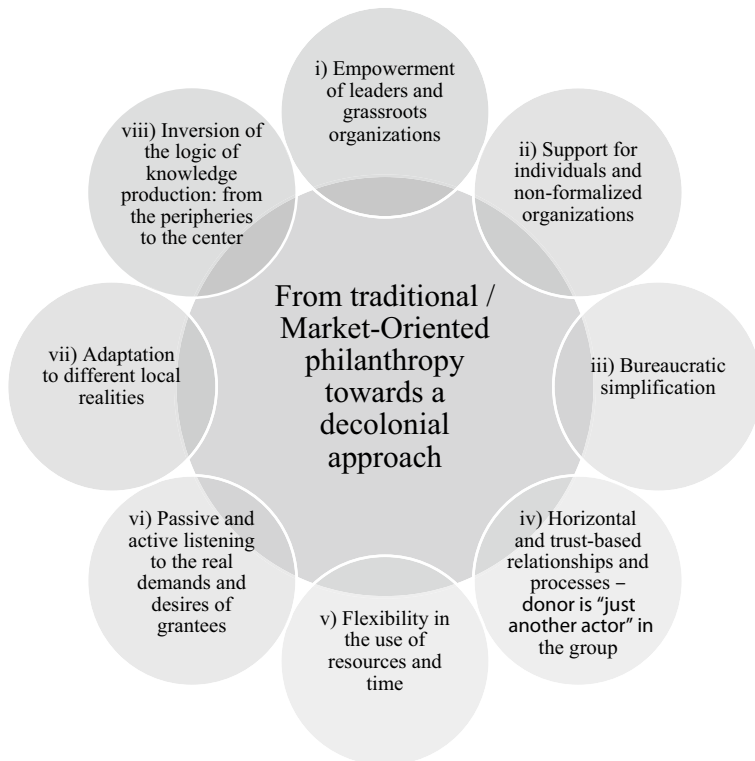 i) Empowerment
of leaders and
grassroots
organizations
ii) Support for
individuals and
non-formalized
organizations
iii) Bureaucratic
simplification
iv) Horizontal
and trust-based
relationships and
processes –
donor is "just
another actor" in
the group
v) Flexibility in
the use of
resources and
time
vi) Passive and
active listening
to the real
demands and
desires of
grantees
vii) Adaptation
to different local
realities
viii) Inversion of
the logic of
knowledge
production: from
the peripheries
to the center
From traditional /
Market-Oriented
philanthropy
towards a
decolonial
approach